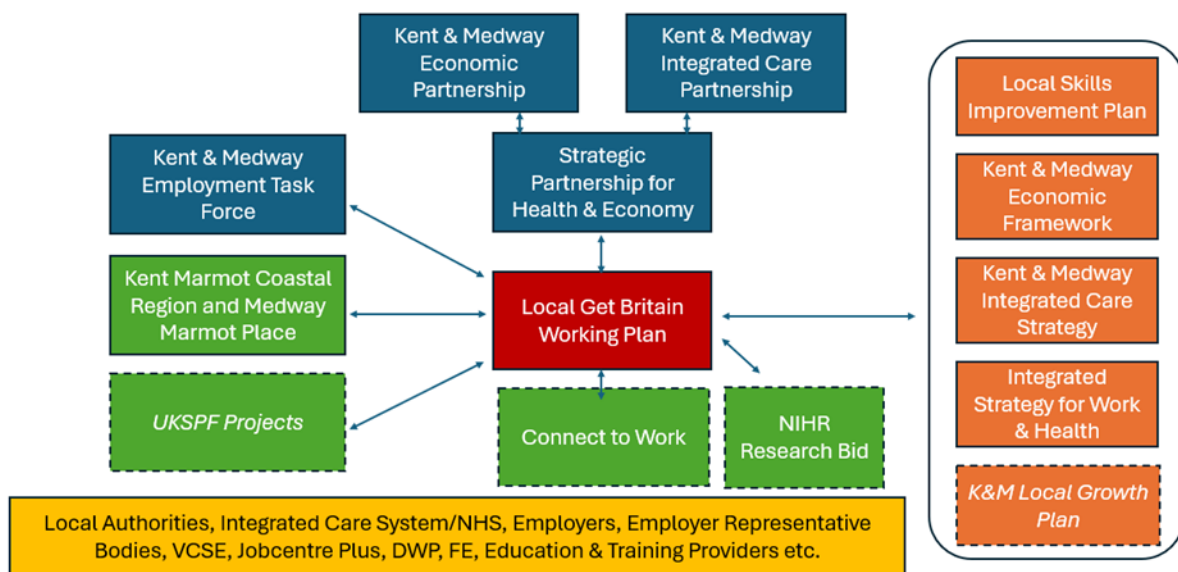 Kent & Medway
Economic
Partnership
Kent & Medway
Integrated Care
Partnership
Kent & Medway
Employment Task
Force
Strategic
Partnership for
Health & Economy
Kent Marmot Coastal
Region and Medway
Marmot Place
Local Get Britain
Working Plan
UKSPF Projects
Connect to Work
NIHR
Research Bid
Local Skills
Improvement Plan
Kent & Medway
Economic
Framework
Kent & Medway
Integrated Care
Strategy
Integrated
Strategy for Work
& Health
K&M Local Growth
Plan
Local Authorities, Integrated Care System/NHS, Employers, Employer Representative
Bodies, VCSE, Jobcentre Plus, DWP, FE, Education & Training Providers etc.